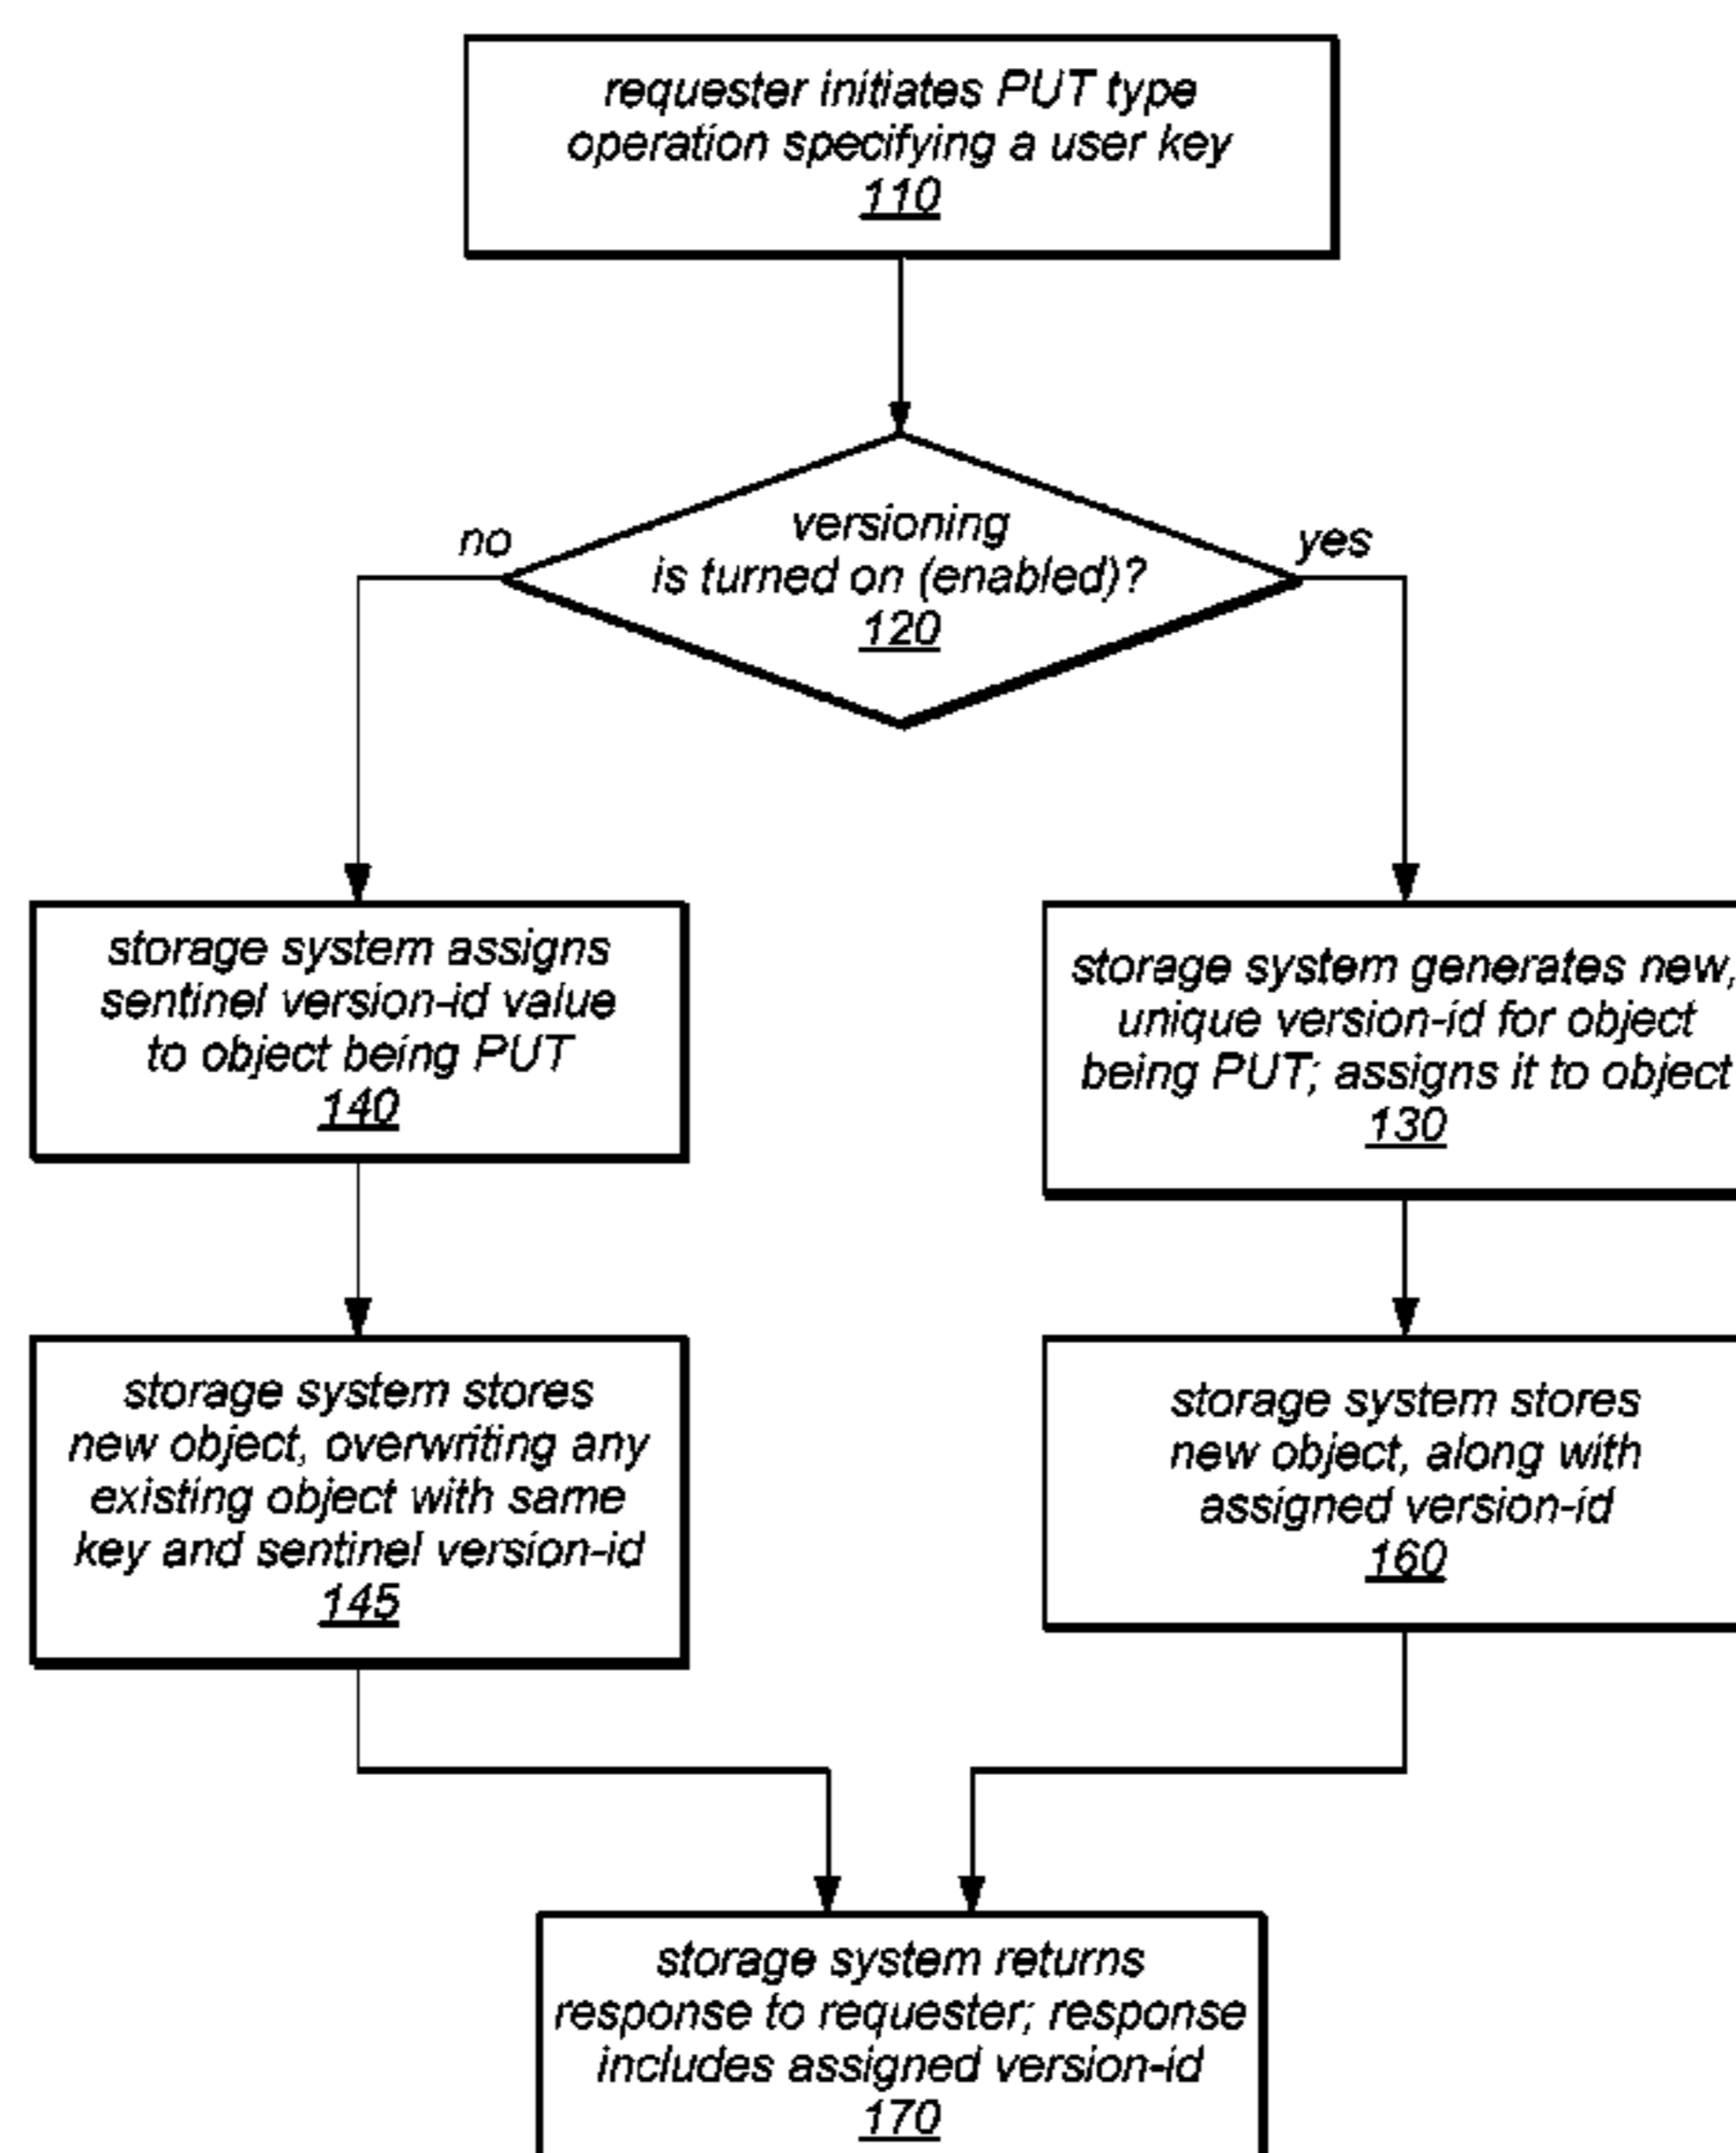 requester initiates PUT type
operation specifying a user key
110
versioning
is turned on (enabled)?
120
no
yes
storage system assigns
sentinel version-id value
to object being PUT
140
storage system generates new,
unique version-id for object
being PUT; assigns it to object
130
storage system stores
new object, overwriting any
existing object with same
key and sentinel version-id
145
storage system stores
new object, along with
assigned version-id
160
storage system returns
response to requester; response
includes assigned version-id
170